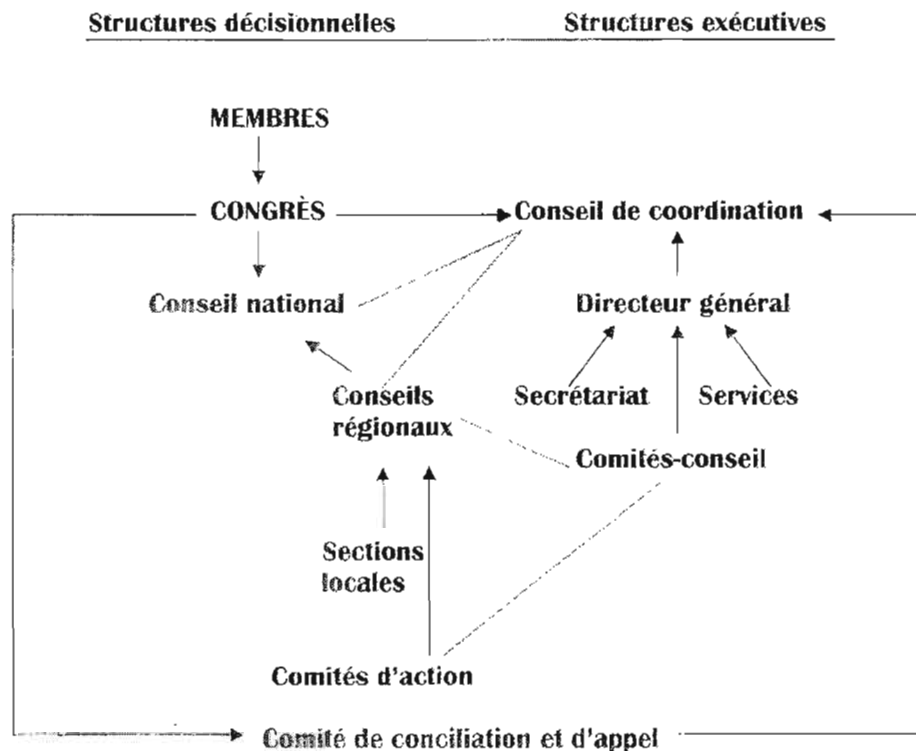 Structures décisionnelles Structures exécutives
MEMBRES
CONGRÈS Conseil de coordination
Conseil national Directeur général
Conseils
régionaux
Secrétariat Services
Comités-conseil
Sections
locales
Comités d'action
Comité de conciliation et d'appel